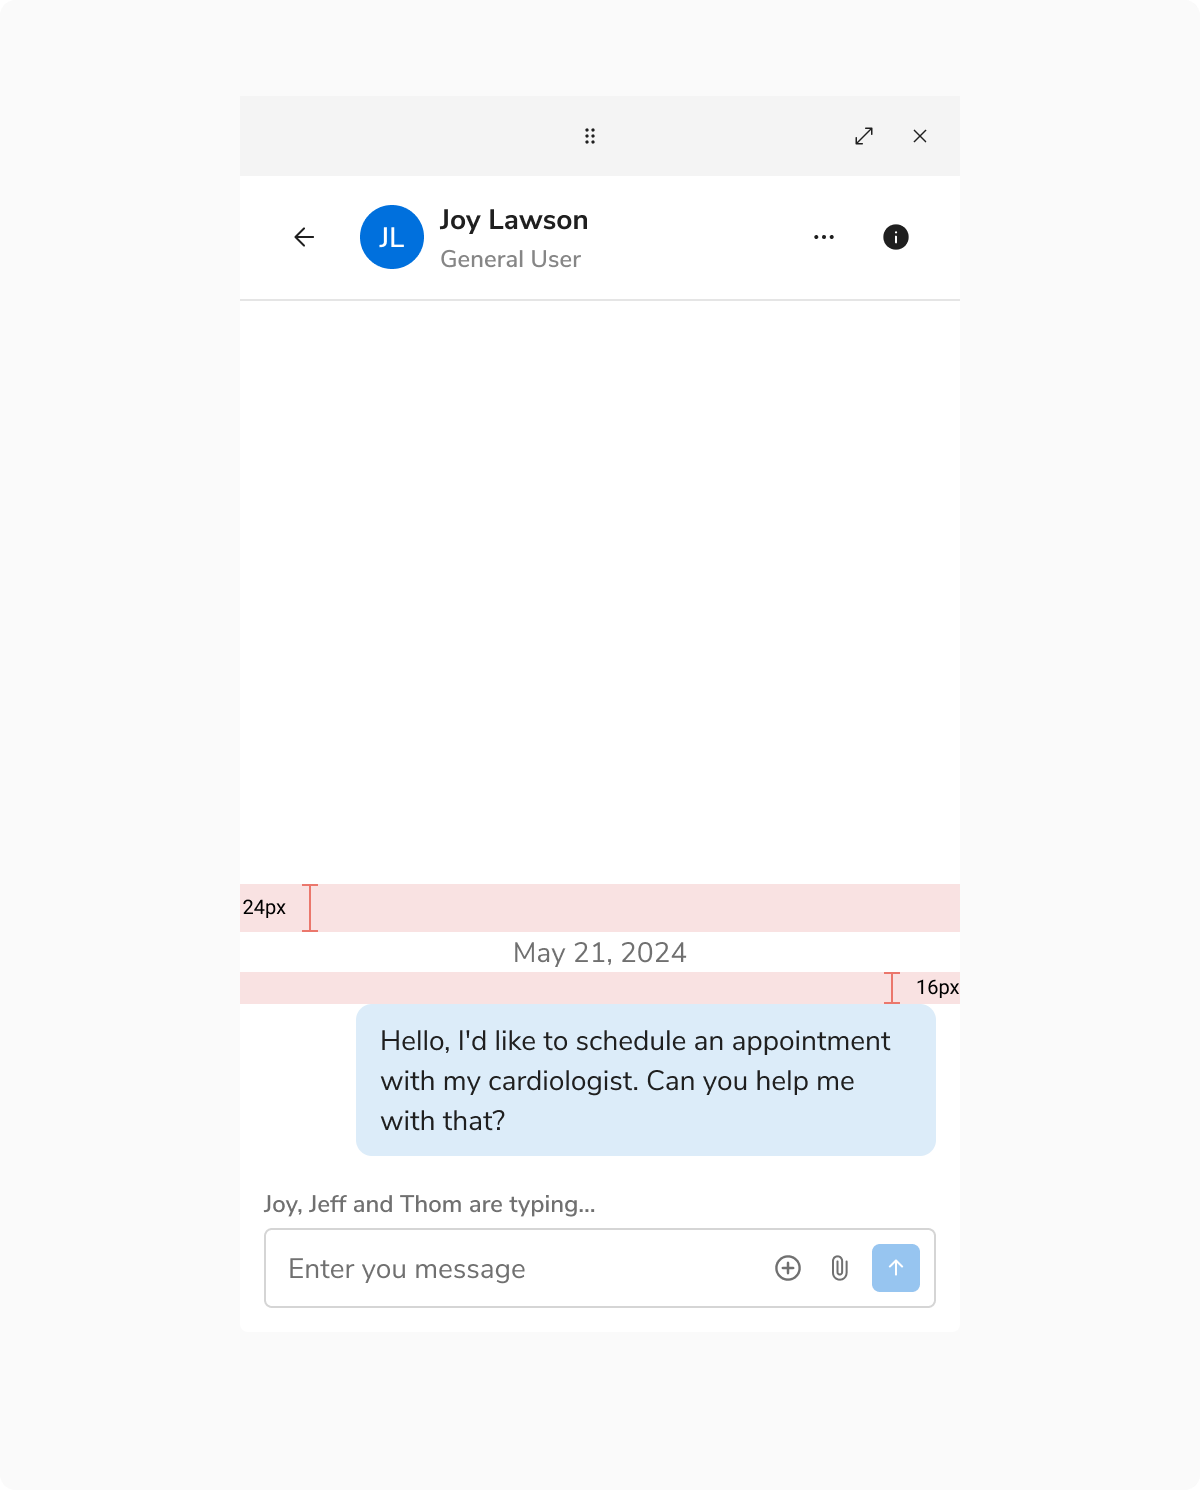 JL
Joy Lawson
General User
24px
May 21, 2024
16px
Hello, I'd like to schedule an appointment
with my cardiologist. Can you help me
with that?
Joy, Jeff and Thom are typing...
Enter you message